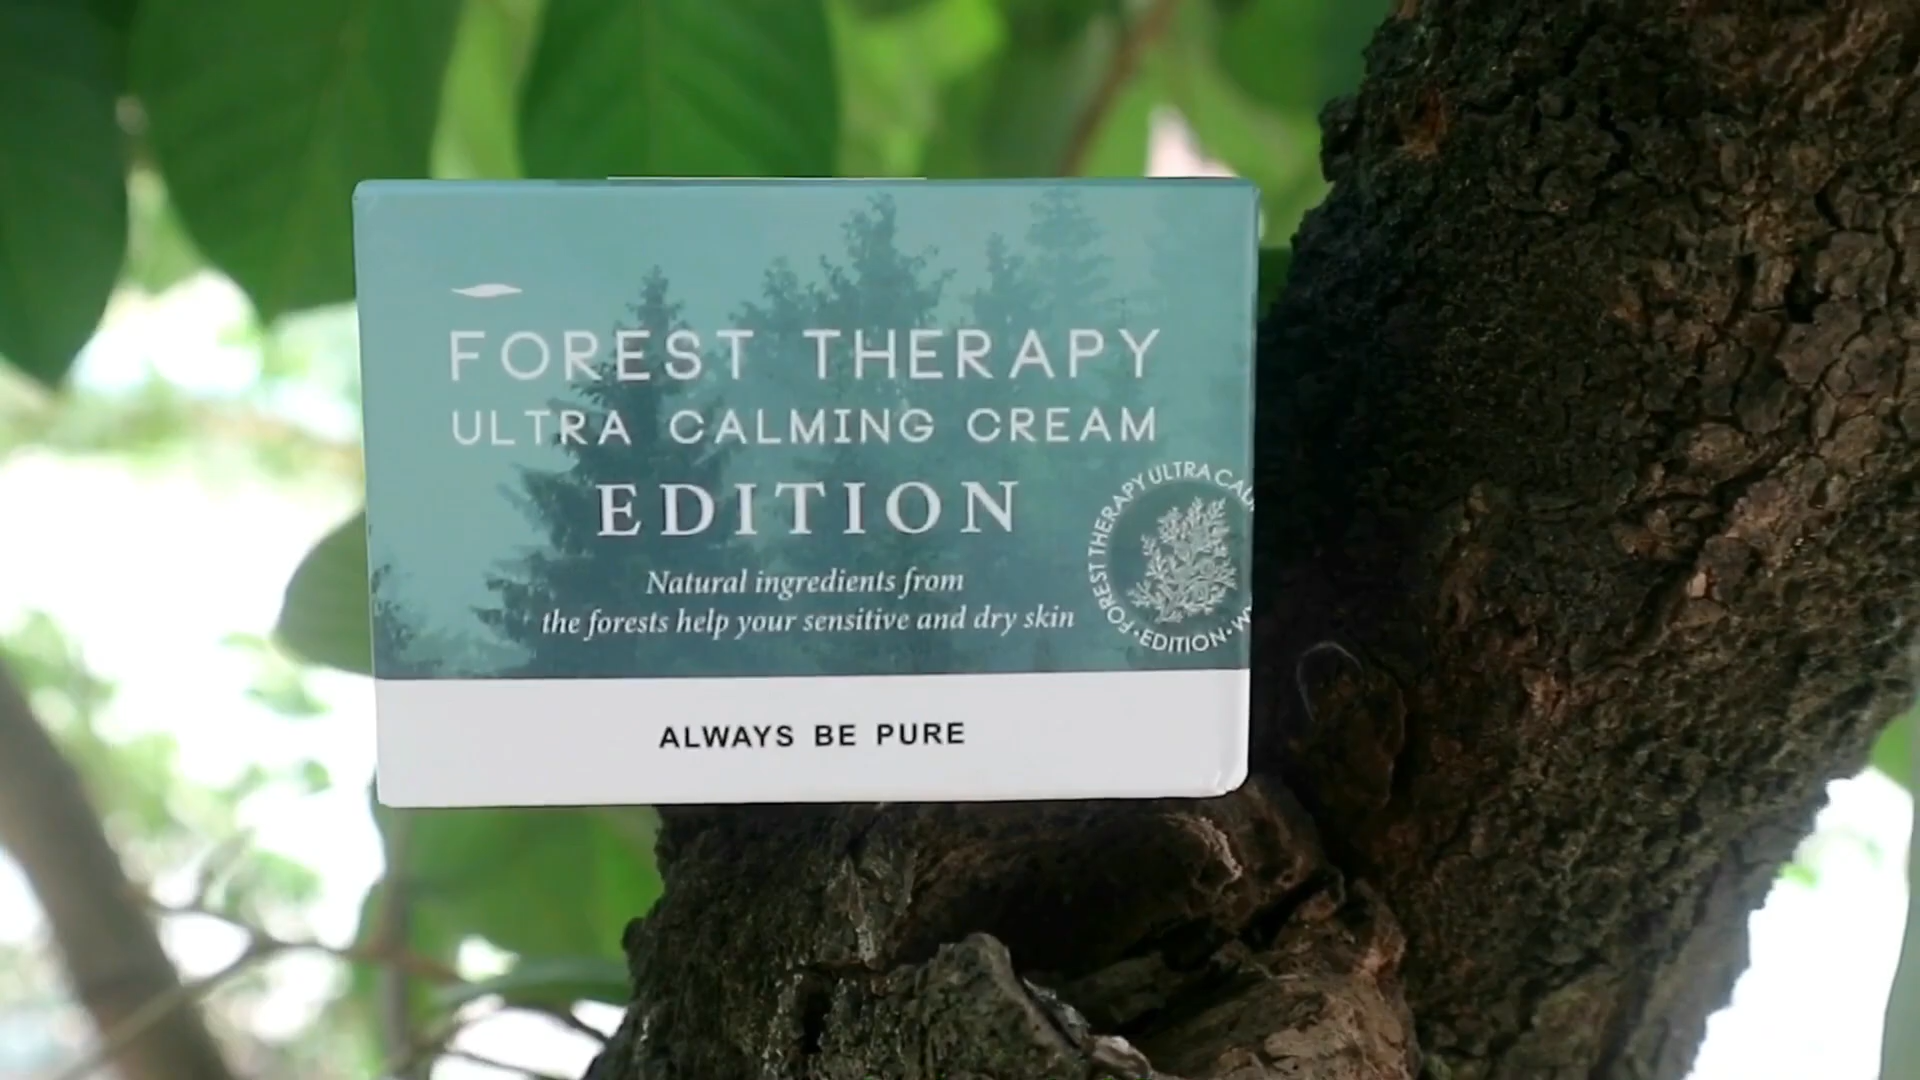 FOREST THERAPY
ULTRA CALMING CREAM
EDITION
Natural ingredients from
the forests help your sensitive and dry skin
FOREST THERAPY ULTRA
• EDITION •
ALWAYS BE PURE